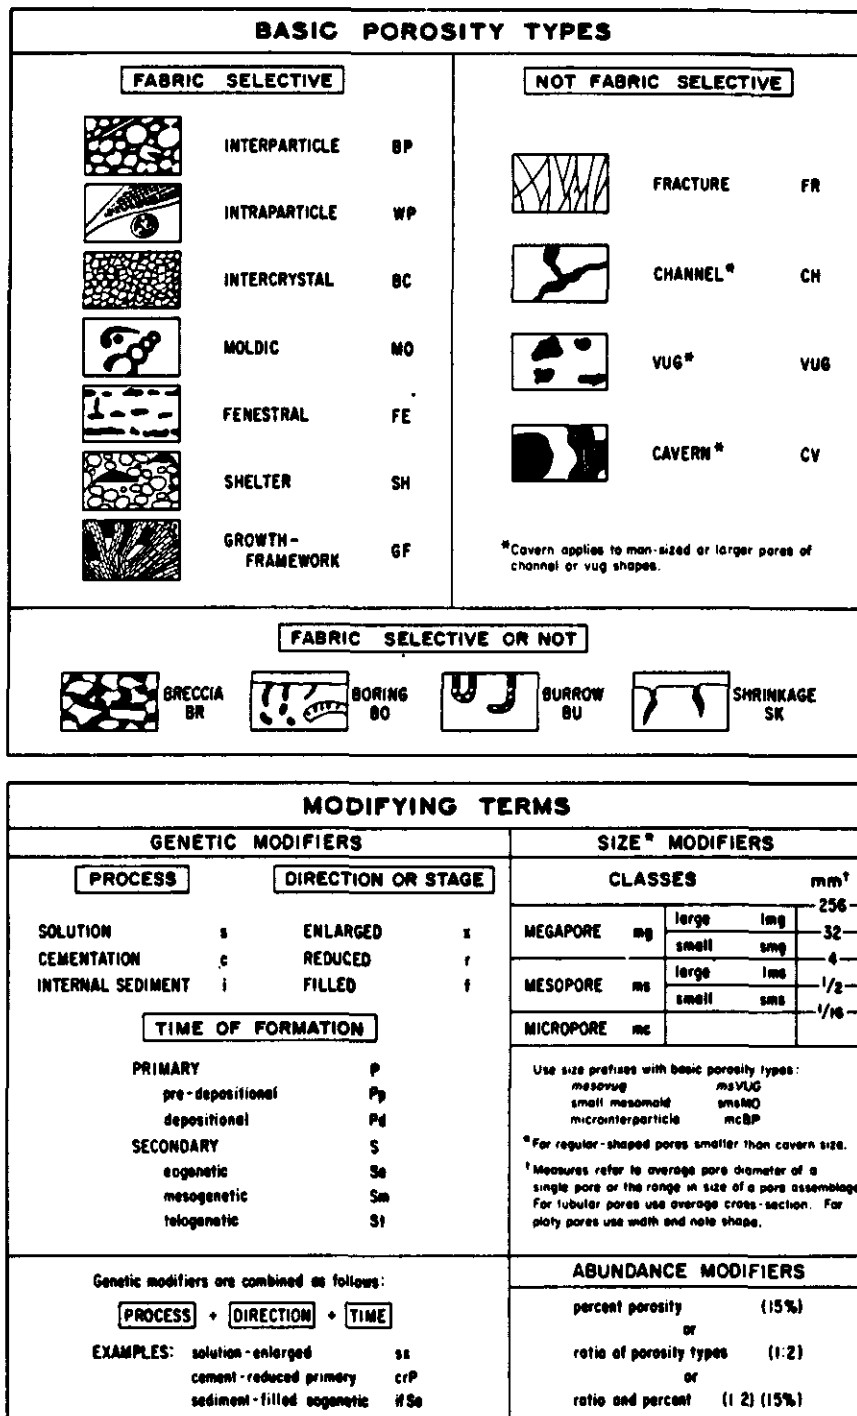 BASIC POROSITY TYPES
FABRIC SELECTIVE
INTERPARTICLE BP
INTRAPARTICLE WP
INTERCRYSTAL BC
MOLDIC MO
FENESTRAL FE
SHELTER SH
GROWTH-
FRAMEWORK GF
NOT FABRIC SELECTIVE
FRACTURE FR
CHANNEL* CH
VUG* VUG
CAVERN* CV
*Cavern applies to man-sized or larger pores of
channel or vug shapes.
FABRIC SELECTIVE OR NOT
BRECCIA
BR
BORING
BO
BURROW
BU
SHRINKAGE
SK
MODIFYING TERMS
GENETIC MODIFIERS
PROCESS DIRECTION OR STAGE
SOLUTION s ENLARGED x
CEMENTATION c REDUCED r
INTERNAL SEDIMENT i FILLED f
TIME OF FORMATION
PRIMARY P
pre-depositional Pp
depositional Pd
SECONDARY S
eogenetic Se
mesogenetic Sm
telogenetic St
Genetic modifiers are combined as follows:
PROCESS + DIRECTION + TIME
EXAMPLES: solution-enlarged sx
cement-reduced primary crP
sediment-filled eogenetic ifSe
SIZE* MODIFIERS
CLASSES mm†
256
MEGAPORE mg large lmg
32
small smg
4
MESOPORE ms large lms
1/2
small sms
1/16
MICROPORE mc
Use size prefixes with basic porosity types:
mesovug msVUG
small mesomold smsMO
microinterparticle mcBP
*For regular-shaped pores smaller than cavern size.
†Measures refer to average pore diameter of a
single pore or the range in size of a pore assemblage.
For tubular pores use average cross-section. For
platy pores use width and note shape.
ABUNDANCE MODIFIERS
percent porosity (15%)
or
ratio of porosity types (1:2)
or
ratio and percent (1 2) (15%)